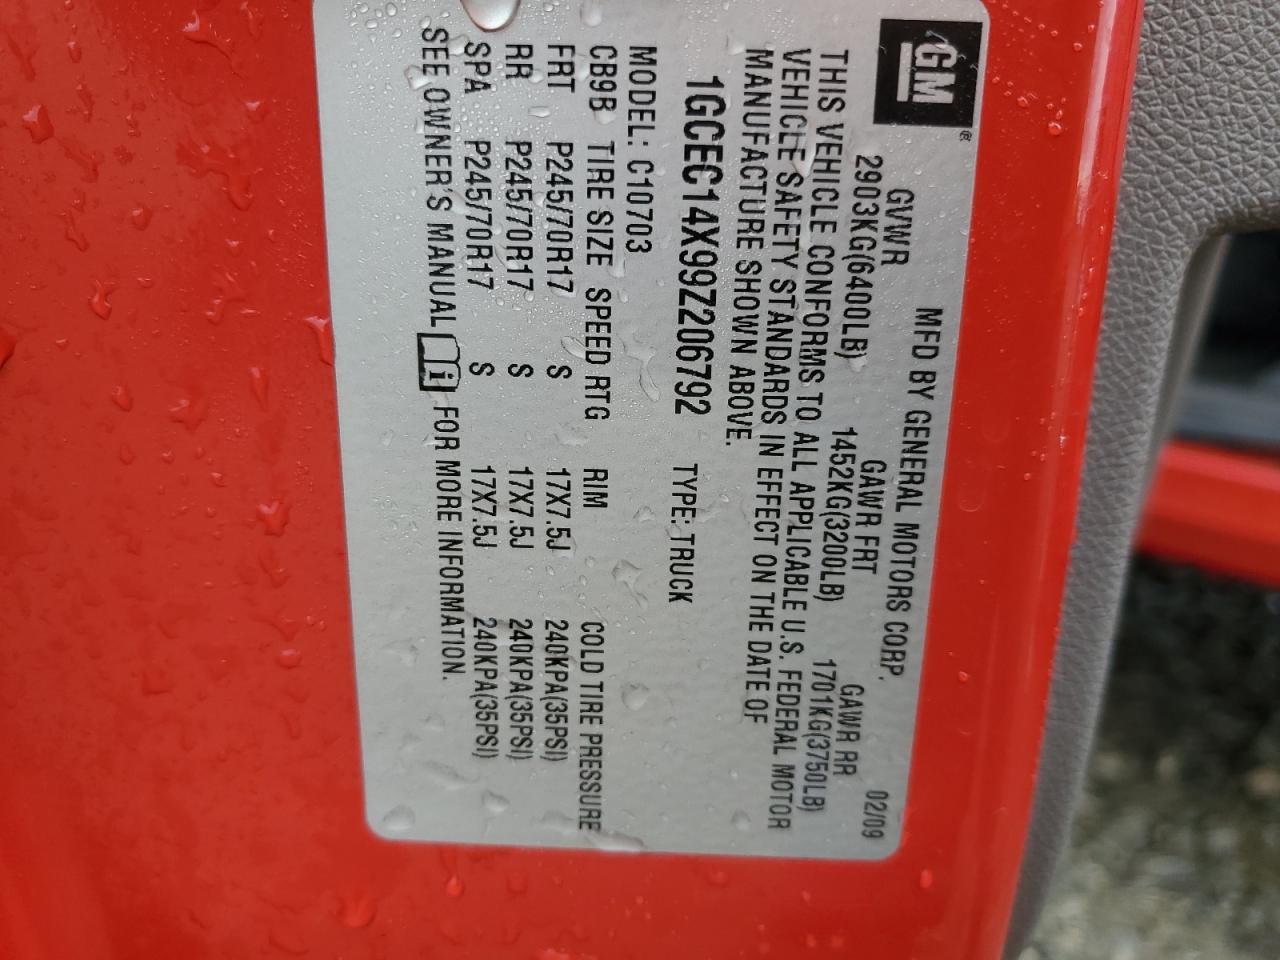 GM®
MFD BY GENERAL MOTORS CORP. 02/09
GVWR GAWR FRT GAWR RR
2903KG(6400LB) 1452KG(3200LB) 1701KG(3750LB)
THIS VEHICLE CONFORMS TO ALL APPLICABLE U.S. FEDERAL MOTOR
VEHICLE SAFETY STANDARDS IN EFFECT ON THE DATE OF
MANUFACTURE SHOWN ABOVE.
1GCEC14X99Z206792 TYPE: TRUCK
MODEL: C10703
CB9B TIRE SIZE SPEED RTG RIM COLD TIRE PRESSURE
FRT P245/70R17 S 17X7.5J 240KPA(35PSI)
RR P245/70R17 S 17X7.5J 240KPA(35PSI)
SPA P245/70R17 S 17X7.5J 240KPA(35PSI)
SEE OWNER'S MANUAL i FOR MORE INFORMATION.